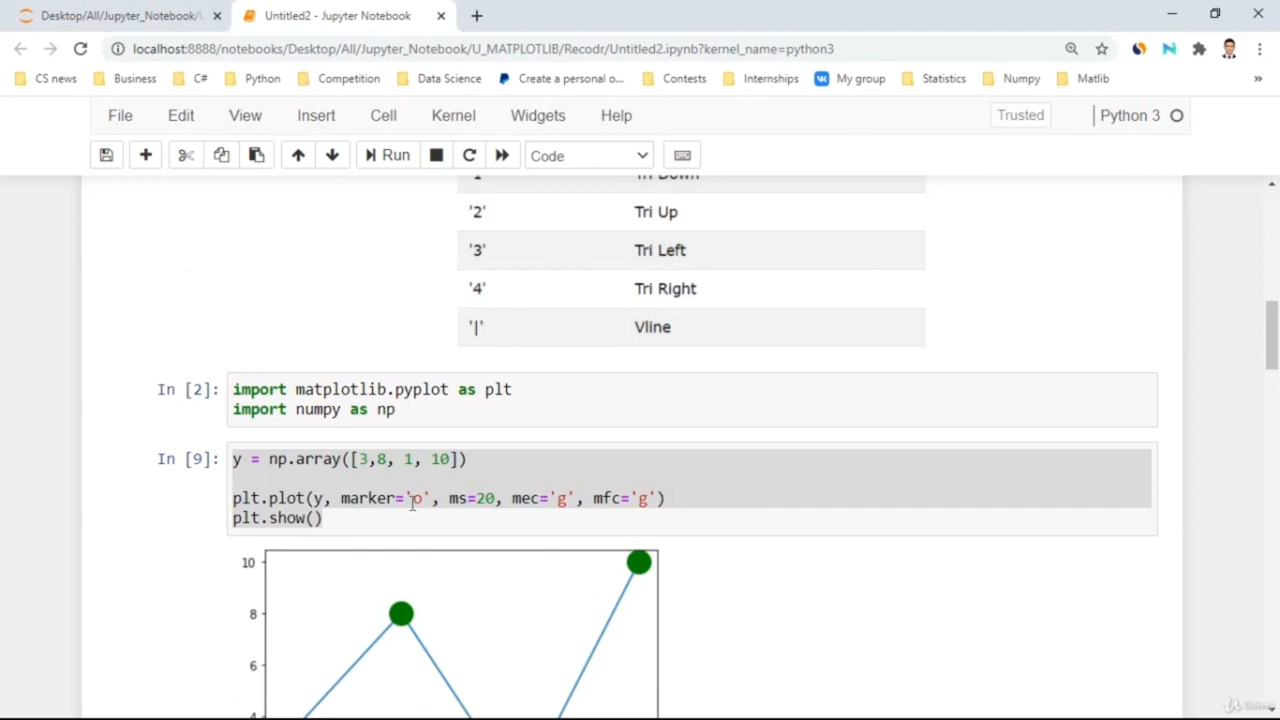 Desktop/All/Jupyter_Notebook/
Untitled2 - Jupyter Notebook
localhost:8888/notebooks/Desktop/All/Jupyter_Notebook/U_MATPLOTLIB/Recodr/Untitled2.ipynb?kernel_name=python3
CS news Business C# Python Competition Data Science Create a personal o... Contests Internships My group Statistics Numpy Matlib »
File Edit View Insert Cell Kernel Widgets Help Trusted Python 3
Run Code
'1' Tri Down
'2' Tri Up
'3' Tri Left
'4' Tri Right
'|' Vline
In [2]: import matplotlib.pyplot as plt
import numpy as np
In [9]: y = np.array([3,8, 1, 10])
plt.plot(y, marker='o', ms=20, mec='g', mfc='g')
plt.show()
10
8
6
4